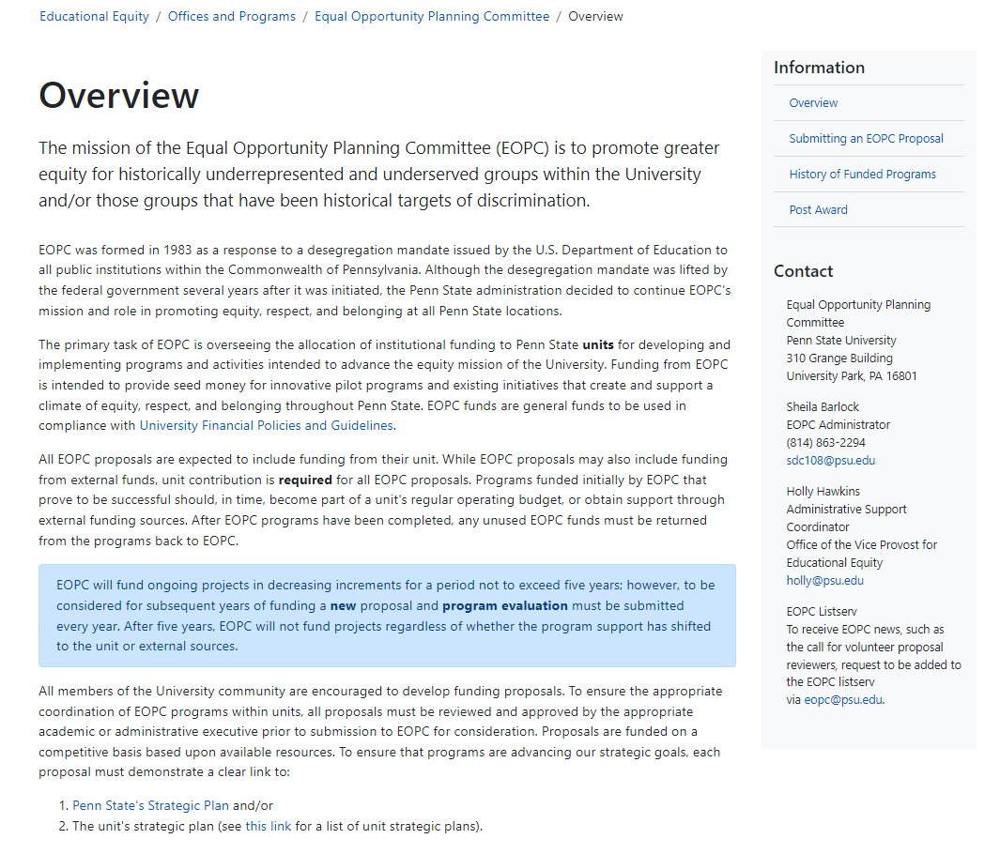 Educational Equity / Offices and Programs / Equal Opportunity Planning Committee / Overview
Overview
The mission of the Equal Opportunity Planning Committee (EOPC) is to promote greater
equity for historically underrepresented and underserved groups within the University
and/or those groups that have been historical targets of discrimination.
EOPC was formed in 1983 as a response to a desegregation mandate issued by the U.S. Department of Education to
all public institutions within the Commonwealth of Pennsylvania. Although the desegregation mandate was lifted by
the federal government several years after it was initiated, the Penn State administration decided to continue EOPC's
mission and role in promoting equity, respect, and belonging at all Penn State locations.
The primary task of EOPC is overseeing the allocation of institutional funding to Penn State units for developing and
implementing programs and activities intended to advance the equity mission of the University. Funding from EOPC
is intended to provide seed money for innovative pilot programs and existing initiatives that create and support a
climate of equity, respect, and belonging throughout Penn State. EOPC funds are general funds to be used in
compliance with University Financial Policies and Guidelines.
All EOPC proposals are expected to include funding from their unit. While EOPC proposals may also include funding
from external funds, unit contribution is required for all EOPC proposals. Programs funded initially by EOPC that
prove to be successful should, in time, become part of a unit's regular operating budget, or obtain support through
external funding sources. After EOPC programs have been completed, any unused EOPC funds must be returned
from the programs back to EOPC.
EOPC will fund ongoing projects in decreasing increments for a period not to exceed five years; however, to be
considered for subsequent years of funding a new proposal and program evaluation must be submitted
every year. After five years, EOPC will not fund projects regardless of whether the program support has shifted
to the unit or external sources.
All members of the University community are encouraged to develop funding proposals. To ensure the appropriate
coordination of EOPC programs within units, all proposals must be reviewed and approved by the appropriate
academic or administrative executive prior to submission to EOPC for consideration. Proposals are funded on a
competitive basis based upon available resources. To ensure that programs are advancing our strategic goals, each
proposal must demonstrate a clear link to:
1. Penn State's Strategic Plan and/or
2. The unit's strategic plan (see this link for a list of unit strategic plans).
Information
Overview
Submitting an EOPC Proposal
History of Funded Programs
Post Award
Contact
Equal Opportunity Planning
Committee
Penn State University
310 Grange Building
University Park, PA 16801
Sheila Barlock
EOPC Administrator
(814) 863-2294
sdc108@psu.edu
Holly Hawkins
Administrative Support
Coordinator
Office of the Vice Provost for
Educational Equity
holly@psu.edu
EOPC Listserv
To receive EOPC news, such as
the call for volunteer proposal
reviewers, request to be added to
the EOPC listserv
via eopc@psu.edu.